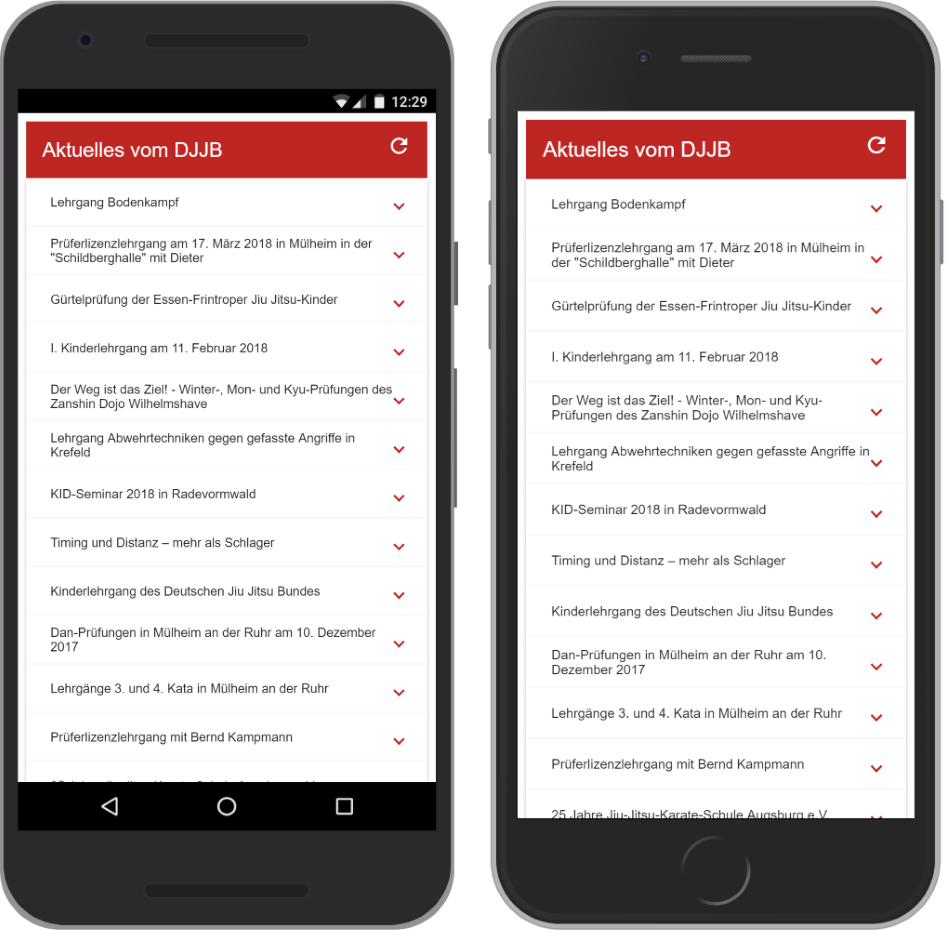 12:29
Aktuelles vom DJJB
Lehrgang Bodenkampf
Prüferlizenzlehrgang am 17. März 2018 in Mülheim in der
"Schildberghalle" mit Dieter
Gürtelprüfung der Essen-Frintroper Jiu Jitsu-Kinder
I. Kinderlehrgang am 11. Februar 2018
Der Weg ist das Ziel! - Winter-, Mon- und Kyu-Prüfungen des
Zanshin Dojo Wilhelmshave
Lehrgang Abwehrtechniken gegen gefasste Angriffe in
Krefeld
KID-Seminar 2018 in Radevormwald
Timing und Distanz – mehr als Schlager
Kinderlehrgang des Deutschen Jiu Jitsu Bundes
Dan-Prüfungen in Mülheim an der Ruhr am 10. Dezember
2017
Lehrgänge 3. und 4. Kata in Mülheim an der Ruhr
Prüferlizenzlehrgang mit Bernd Kampmann
Aktuelles vom DJJB
Lehrgang Bodenkampf
Prüferlizenzlehrgang am 17. März 2018 in Mülheim in
der "Schildberghalle" mit Dieter
Gürtelprüfung der Essen-Frintroper Jiu Jitsu-Kinder
I. Kinderlehrgang am 11. Februar 2018
Der Weg ist das Ziel! - Winter-, Mon- und Kyu-
Prüfungen des Zanshin Dojo Wilhelmshave
Lehrgang Abwehrtechniken gegen gefasste Angriffe in
Krefeld
KID-Seminar 2018 in Radevormwald
Timing und Distanz – mehr als Schlager
Kinderlehrgang des Deutschen Jiu Jitsu Bundes
Dan-Prüfungen in Mülheim an der Ruhr am 10.
Dezember 2017
Lehrgänge 3. und 4. Kata in Mülheim an der Ruhr
Prüferlizenzlehrgang mit Bernd Kampmann
25 Jahre Jiu-Jitsu-Karate-Schule Augsburg e.V.